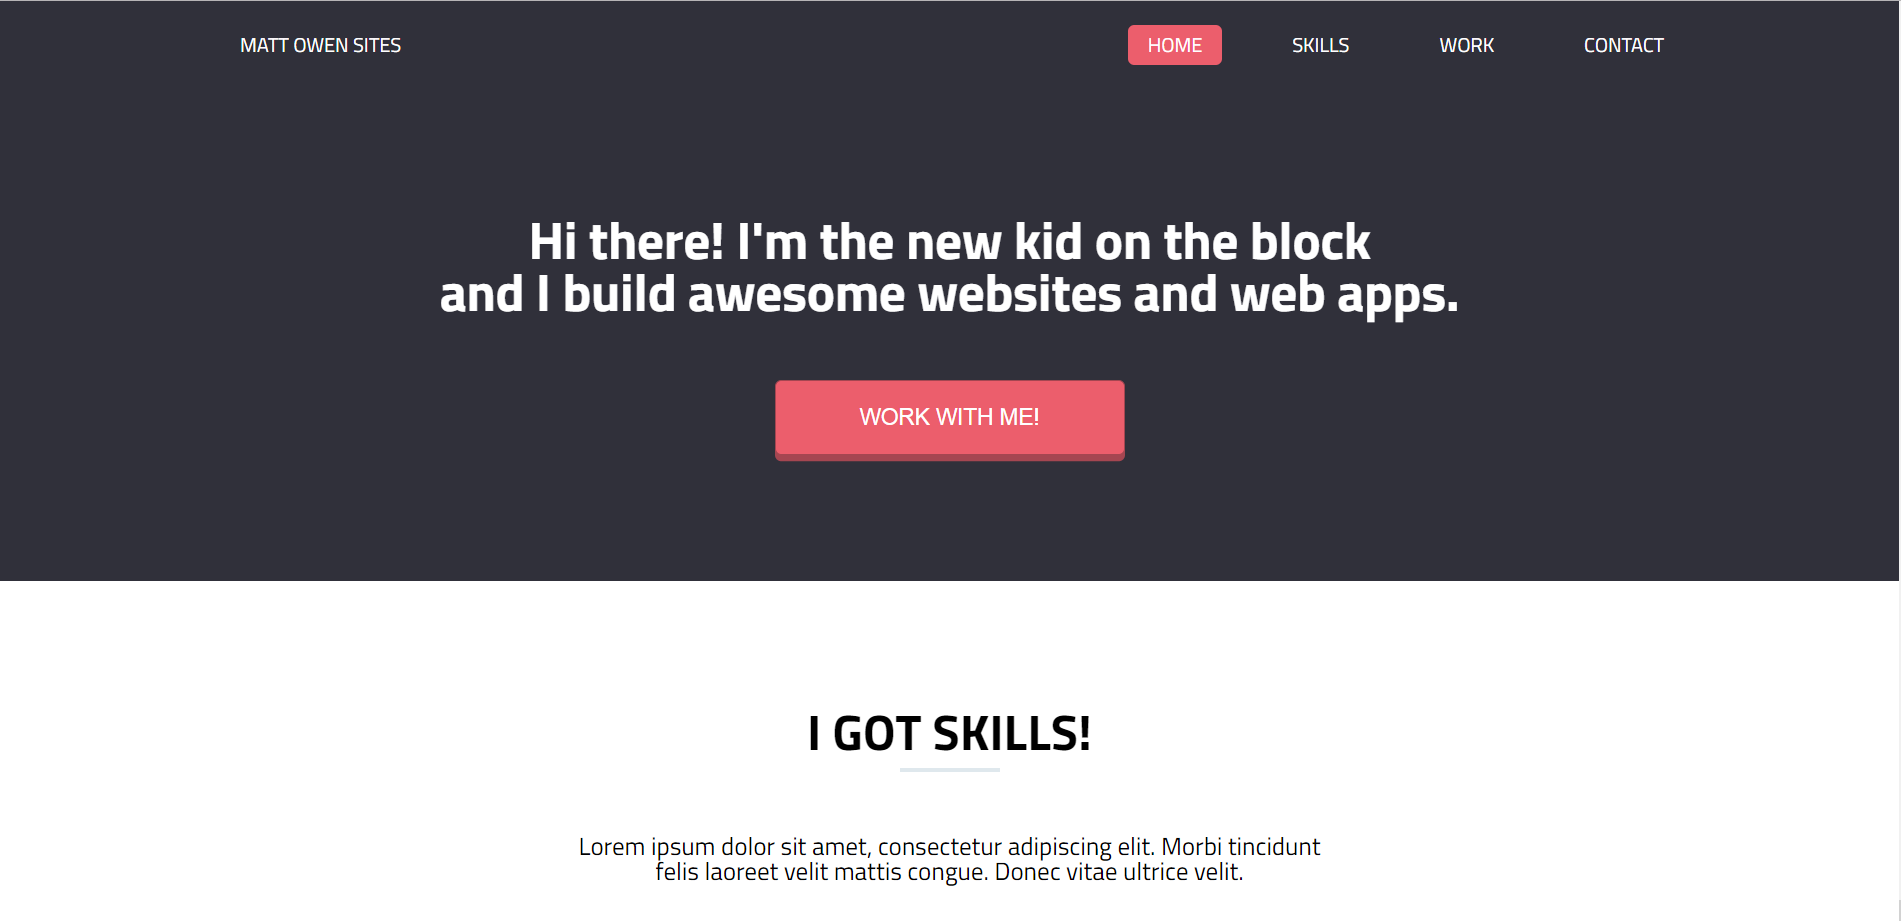 MATT OWEN SITES
HOME
SKILLS
WORK
CONTACT
Hi there! I'm the new kid on the block
and I build awesome websites and web apps.
WORK WITH ME!
I GOT SKILLS!
Lorem ipsum dolor sit amet, consectetur adipiscing elit. Morbi tincidunt
felis laoreet velit mattis congue. Donec vitae ultrice velit.